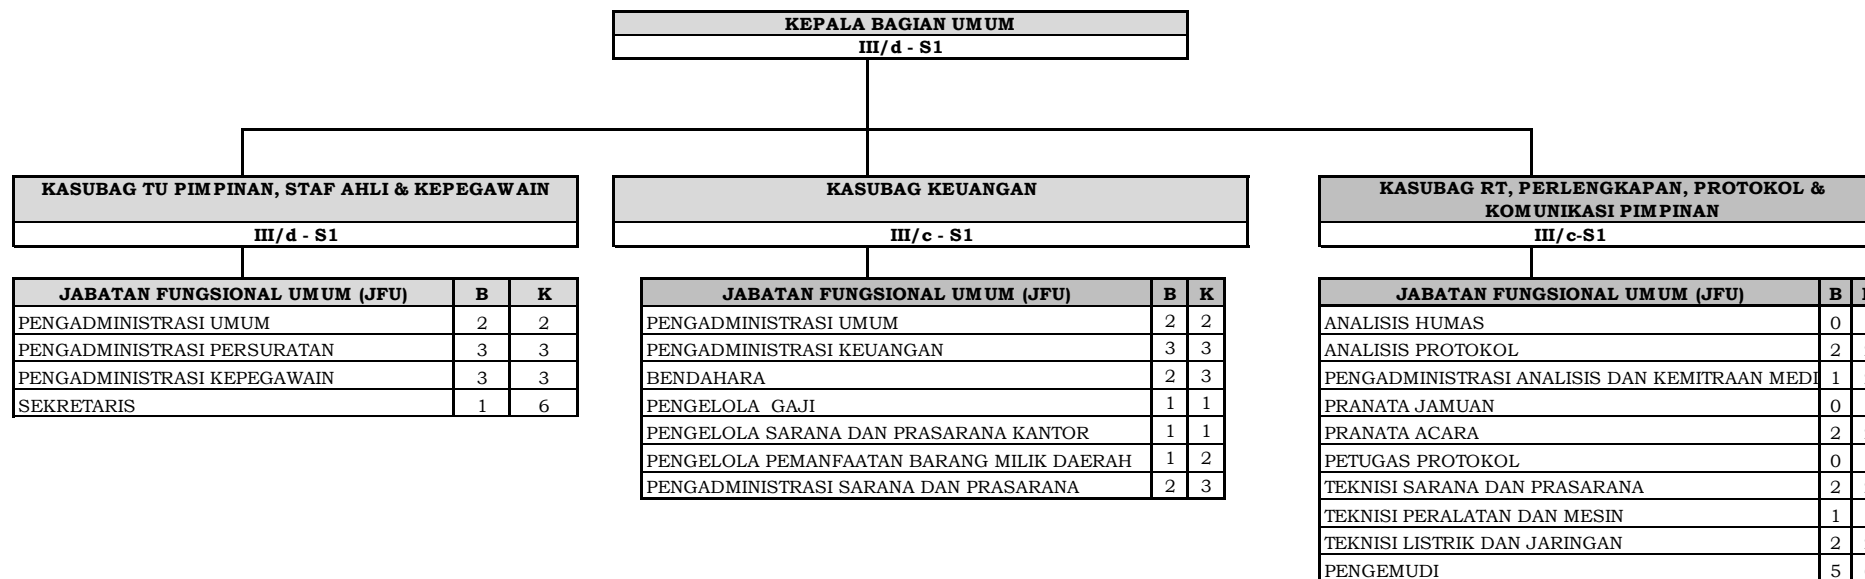 KEPALA BAGIAN UMUM
III/d - S1
KASUBAG TU PIMPINAN, STAF AHLI & KEPEGAWAIN
III/d - S1
JABATAN FUNGSIONAL UMUM (JFU) B K
PENGADMINISTRASI UMUM 2 2
PENGADMINISTRASI PERSURATAN 3 3
PENGADMINISTRASI KEPEGAWAIN 3 3
SEKRETARIS 1 6
KASUBAG KEUANGAN
III/c - S1
JABATAN FUNGSIONAL UMUM (JFU) B K
PENGADMINISTRASI UMUM 2 2
PENGADMINISTRASI KEUANGAN 3 3
BENDAHARA 2 3
PENGELOLA GAJI 1 1
PENGELOLA SARANA DAN PRASARANA KANTOR 1 1
PENGELOLA PEMANFAATAN BARANG MILIK DAERAH 1 2
PENGADMINISTRASI SARANA DAN PRASARANA 2 3
KASUBAG RT, PERLENGKAPAN, PROTOKOL &
KOMUNIKASI PIMPINAN
III/c-S1
JABATAN FUNGSIONAL UMUM (JFU) B
ANALISIS HUMAS 0
ANALISIS PROTOKOL 2
PENGADMINISTRASI ANALISIS DAN KEMITRAAN MEDI 1
PRANATA JAMUAN 0
PRANATA ACARA 2
PETUGAS PROTOKOL 0
TEKNISI SARANA DAN PRASARANA 2
TEKNISI PERALATAN DAN MESIN 1
TEKNISI LISTRIK DAN JARINGAN 2
PENGEMUDI 5